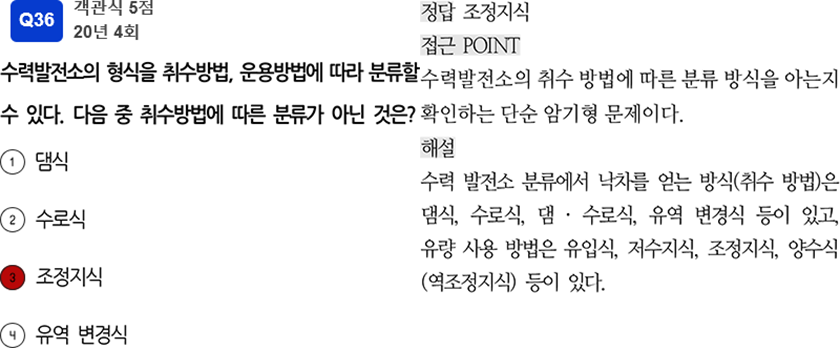 Q36
객관식 5점
20년 4회
수력발전소의 형식을 취수방법, 운용방법에 따라 분류할
수 있다. 다음 중 취수방법에 따른 분류가 아닌 것은?
1 댐식
2 수로식
3 조정지식
4 유역 변경식
정답 조정지식
접근 POINT
수력발전소의 취수 방법에 따른 분류 방식을 아는지
확인하는 단순 암기형 문제이다.
해설
수력 발전소 분류에서 낙차를 얻는 방식(취수 방법)은
댐식, 수로식, 댐 · 수로식, 유역 변경식 등이 있고,
유량 사용 방법은 유입식, 저수지식, 조정지식, 양수식
(역조정지식) 등이 있다.